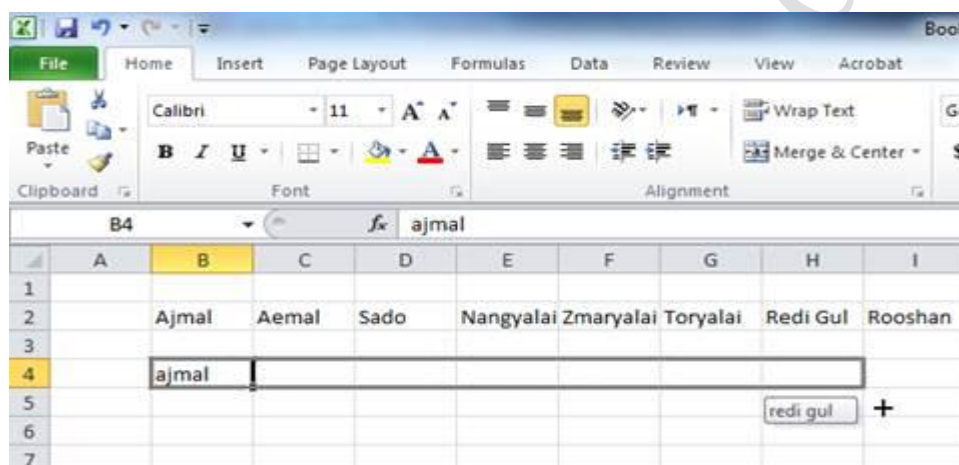 Book
File Home Insert Page Layout Formulas Data Review View Acrobat
Paste
Calibri 11 A A Wrap Text G
B I U A Merge & Center $
Clipboard Font Alignment
B4 fx ajmal
A B C D E F G H I
1
2 Ajmal Aemal Sado Nangyalai Zmaryalai Toryalai Redi Gul Rooshan
3
4 ajmal
5 redi gul
6
7